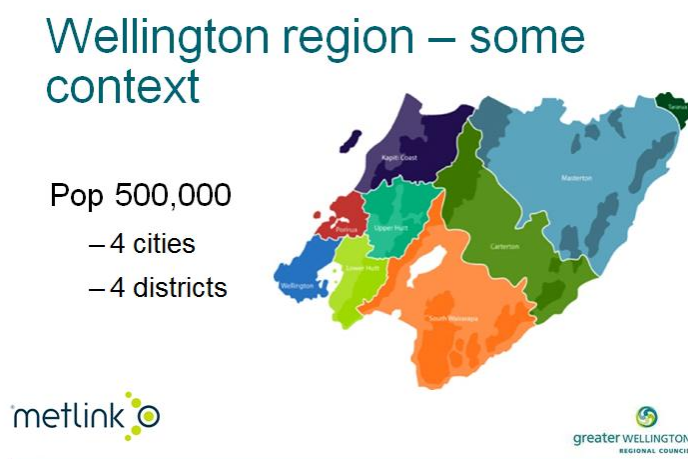 Wellington region – some
context
Pop 500,000
– 4 cities
– 4 districts
Kapiti Coast
Tararua
Masterton
Porirua
Upper Hutt
Carterton
Lower Hutt
Wellington
South Wairarapa
metlink
greater WELLINGTON
REGIONAL COUNCIL